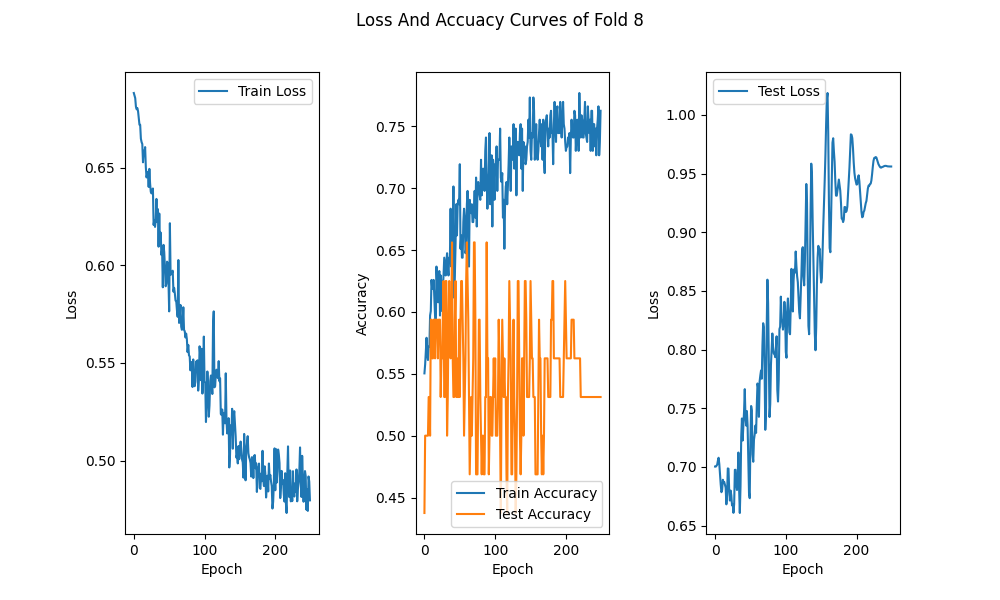 Loss And Accuacy Curves of Fold 8
Train Loss
0.65
0.60
0.55
0.50
Loss
0
100
200
Epoch
0.75
0.70
0.65
0.60
0.55
0.50
0.45
Accuracy
Train Accuracy
Test Accuracy
0
100
200
Epoch
Test Loss
1.00
0.95
0.90
0.85
0.80
0.75
0.70
0.65
Loss
0
100
200
Epoch